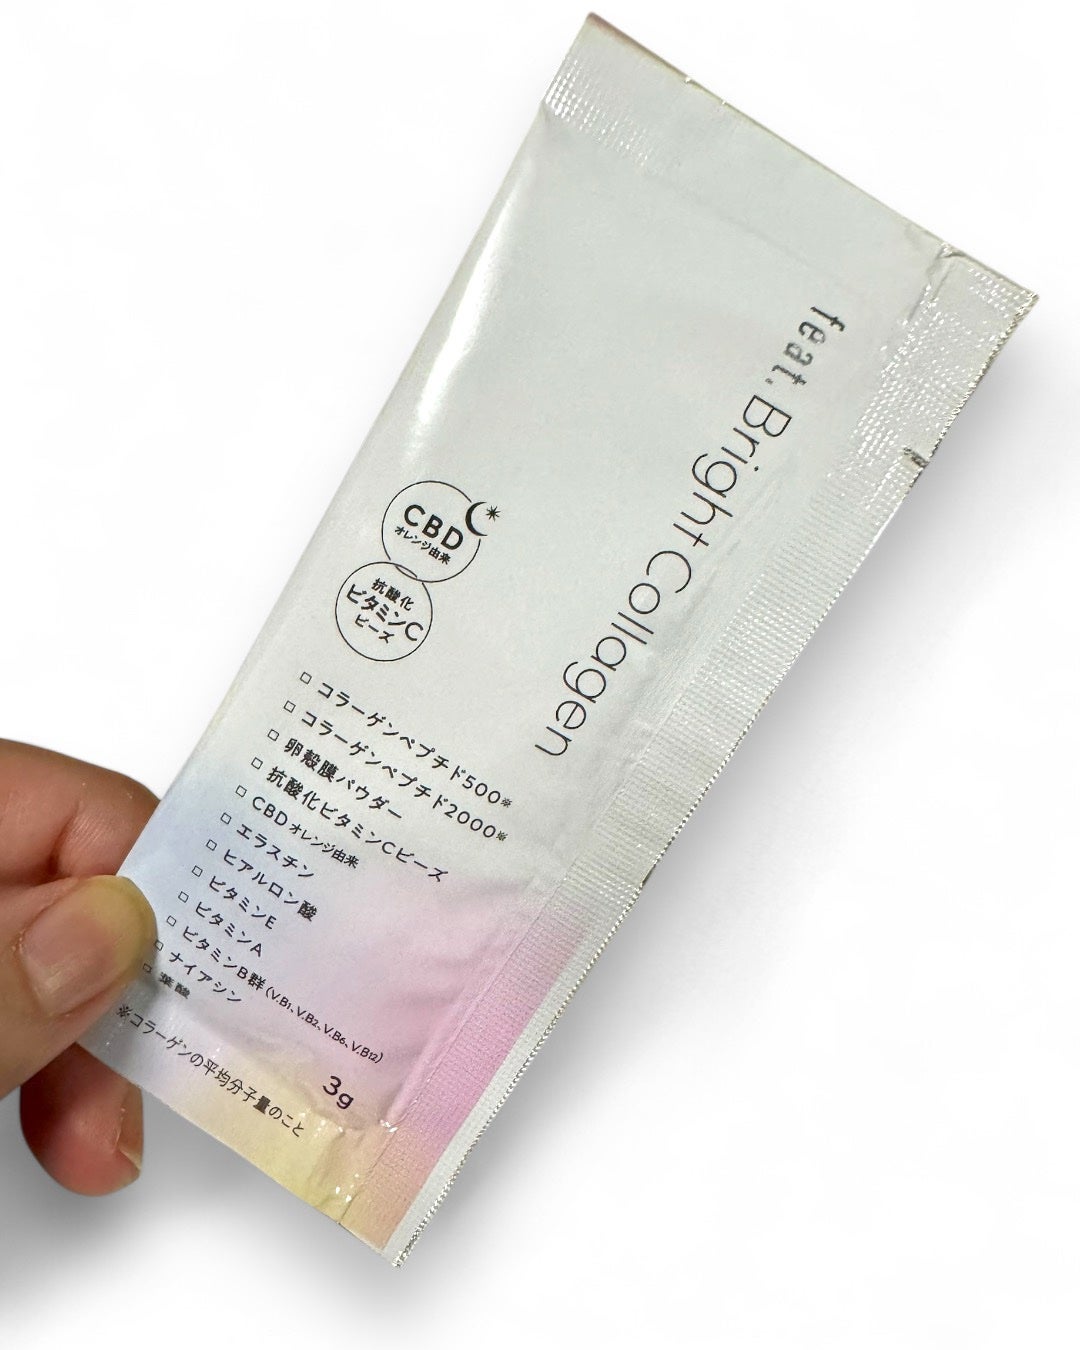 feat. Bright Collagen
CBD
オレンジ由来
抗酸化
ビタミンC
ビーズ
□ コラーゲンペプチド500※
□ コラーゲンペプチド2000※
□ 卵殻膜パウダー
□ 抗酸化ビタミンCビーズ
□ CBDオレンジ由来
□ エラスチン
□ ヒアルロン酸
□ ビタミンE
□ ビタミンA
□ ビタミンB群(V.B1、V.B2、V.B6、V.B12)
□ ナイアシン
□ 葉酸
※コラーゲンの平均分子量のこと
3g